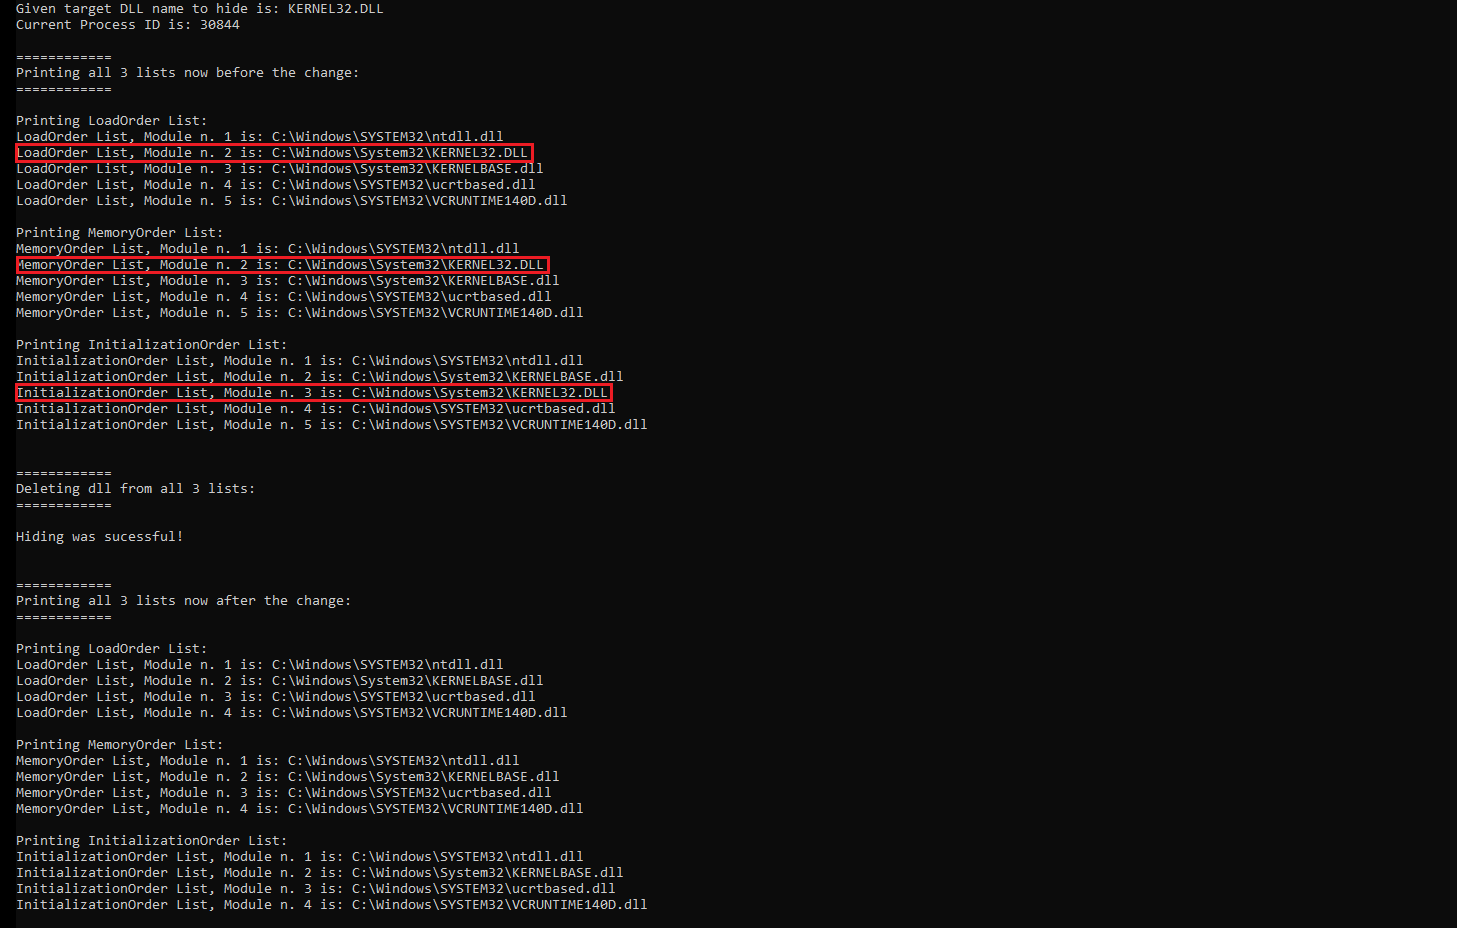 Given target DLL name to hide is: KERNEL32.DLL
Current Process ID is: 30844
============
Printing all 3 lists now before the change:
============
Printing LoadOrder List:
LoadOrder List, Module n. 1 is: C:\Windows\SYSTEM32\ntdll.dll
LoadOrder List, Module n. 2 is: C:\Windows\System32\KERNEL32.DLL
LoadOrder List, Module n. 3 is: C:\Windows\System32\KERNELBASE.dll
LoadOrder List, Module n. 4 is: C:\Windows\SYSTEM32\ucrtbased.dll
LoadOrder List, Module n. 5 is: C:\Windows\SYSTEM32\VCRUNTIME140D.dll
Printing MemoryOrder List:
MemoryOrder List, Module n. 1 is: C:\Windows\SYSTEM32\ntdll.dll
MemoryOrder List, Module n. 2 is: C:\Windows\System32\KERNEL32.DLL
MemoryOrder List, Module n. 3 is: C:\Windows\System32\KERNELBASE.dll
MemoryOrder List, Module n. 4 is: C:\Windows\SYSTEM32\ucrtbased.dll
MemoryOrder List, Module n. 5 is: C:\Windows\SYSTEM32\VCRUNTIME140D.dll
Printing InitializationOrder List:
InitializationOrder List, Module n. 1 is: C:\Windows\SYSTEM32\ntdll.dll
InitializationOrder List, Module n. 2 is: C:\Windows\System32\KERNELBASE.dll
InitializationOrder List, Module n. 3 is: C:\Windows\System32\KERNEL32.DLL
InitializationOrder List, Module n. 4 is: C:\Windows\SYSTEM32\ucrtbased.dll
InitializationOrder List, Module n. 5 is: C:\Windows\SYSTEM32\VCRUNTIME140D.dll
============
Deleting dll from all 3 lists:
============
Hiding was sucessful!
============
Printing all 3 lists now after the change:
============
Printing LoadOrder List:
LoadOrder List, Module n. 1 is: C:\Windows\SYSTEM32\ntdll.dll
LoadOrder List, Module n. 2 is: C:\Windows\System32\KERNELBASE.dll
LoadOrder List, Module n. 3 is: C:\Windows\SYSTEM32\ucrtbased.dll
LoadOrder List, Module n. 4 is: C:\Windows\SYSTEM32\VCRUNTIME140D.dll
Printing MemoryOrder List:
MemoryOrder List, Module n. 1 is: C:\Windows\SYSTEM32\ntdll.dll
MemoryOrder List, Module n. 2 is: C:\Windows\System32\KERNELBASE.dll
MemoryOrder List, Module n. 3 is: C:\Windows\SYSTEM32\ucrtbased.dll
MemoryOrder List, Module n. 4 is: C:\Windows\SYSTEM32\VCRUNTIME140D.dll
Printing InitializationOrder List:
InitializationOrder List, Module n. 1 is: C:\Windows\SYSTEM32\ntdll.dll
InitializationOrder List, Module n. 2 is: C:\Windows\System32\KERNELBASE.dll
InitializationOrder List, Module n. 3 is: C:\Windows\SYSTEM32\ucrtbased.dll
InitializationOrder List, Module n. 4 is: C:\Windows\SYSTEM32\VCRUNTIME140D.dll